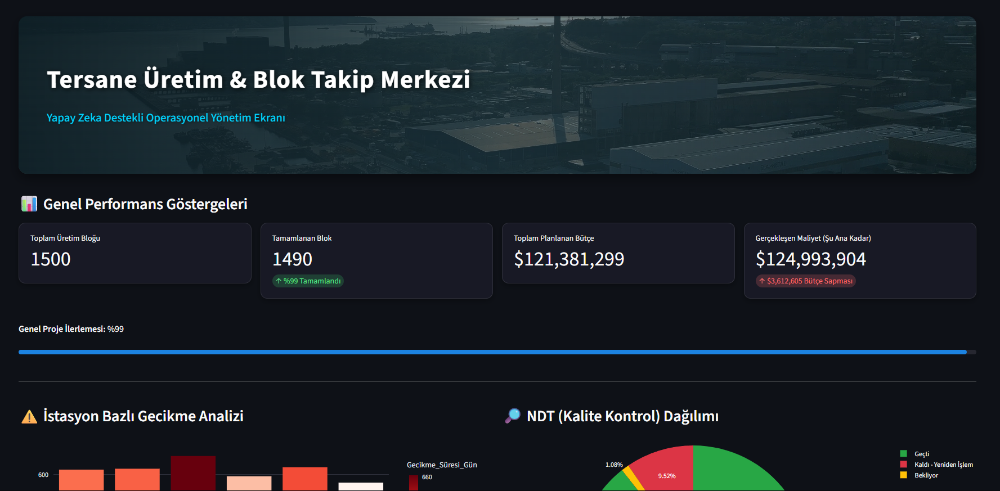 Tersane Üretim & Blok Takip Merkezi
Yapay Zeka Destekli Operasyonel Yönetim Ekranı
Genel Performans Göstergeleri
Toplam Üretim Bloğu
1500
Tamamlanan Blok
1490
↑ %99 Tamamlandı
Toplam Planlanan Bütçe
$121,381,299
Gerçekleşen Maliyet (Şu Ana Kadar)
$124,993,904
↑ $3,612,605 Bütçe Sapması
Genel Proje İlerlemesi: %99
İstasyon Bazlı Gecikme Analizi
600
Gecikme_Süresi_Gün
660
NDT (Kalite Kontrol) Dağılımı
1.08%
9.52%
Geçti
Kaldı - Yeniden İşlem
Bekliyor